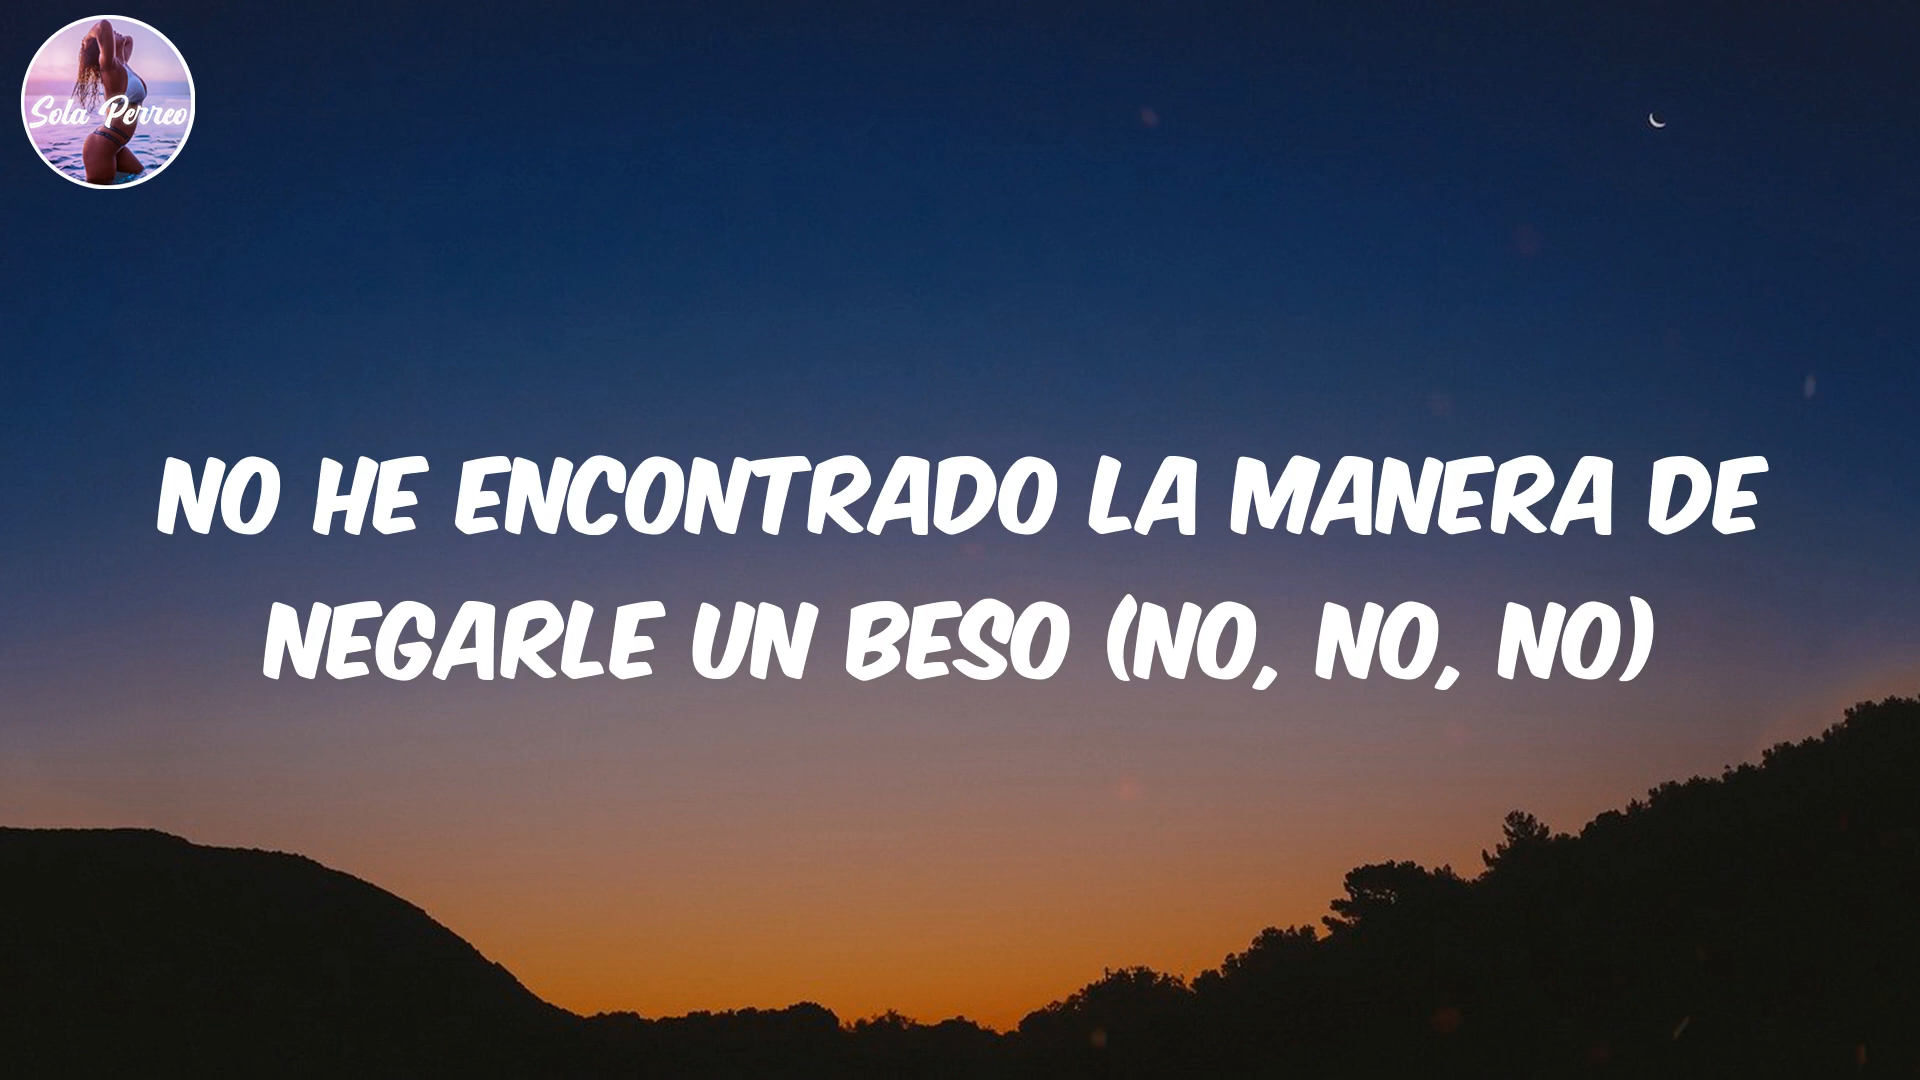 Sola Perreo
NO HE ENCONTRADO LA MANERA DE
NEGARLE UN BESO (NO, NO, NO)